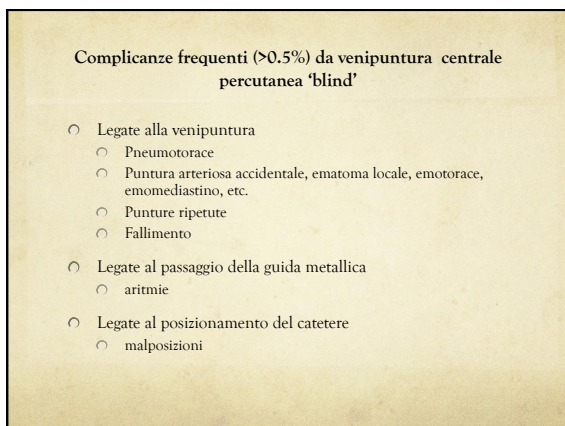 Complicanze frequenti (>0.5%) da venipuntura centrale
percutanea ‘blind’
Legate alla venipuntura
Pneumotorace
Puntura arteriosa accidentale, ematoma locale, emotorace,
emomediastino, etc.
Punture ripetute
Fallimento
Legate al passaggio della guida metallica
aritmie
Legate al posizionamento del catetere
malposizioni